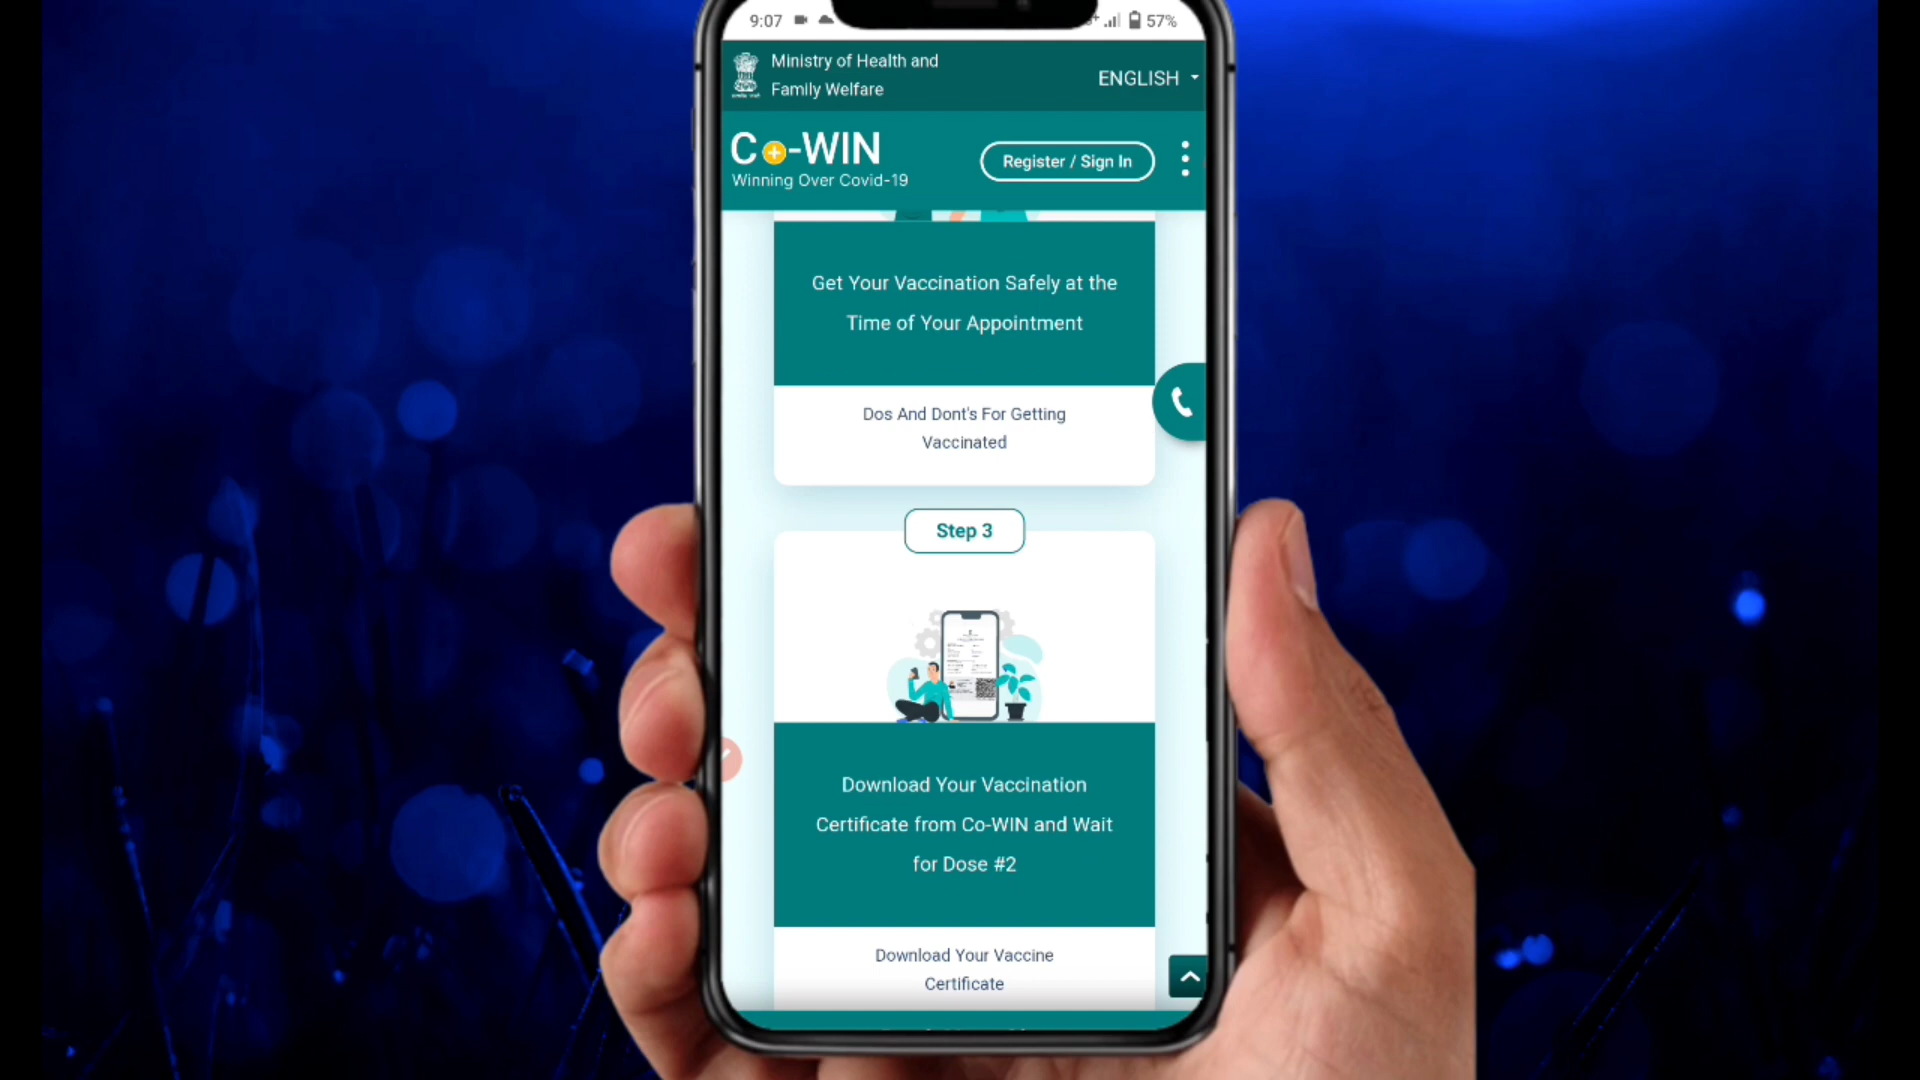 9:07
57%
Ministry of Health and
Family Welfare
ENGLISH
Co-WIN
Winning Over Covid-19
Register / Sign In
Get Your Vaccination Safely at the
Time of Your Appointment
Dos And Dont's For Getting
Vaccinated
Step 3
Download Your Vaccination
Certificate from Co-WIN and Wait
for Dose #2
Download Your Vaccine
Certificate